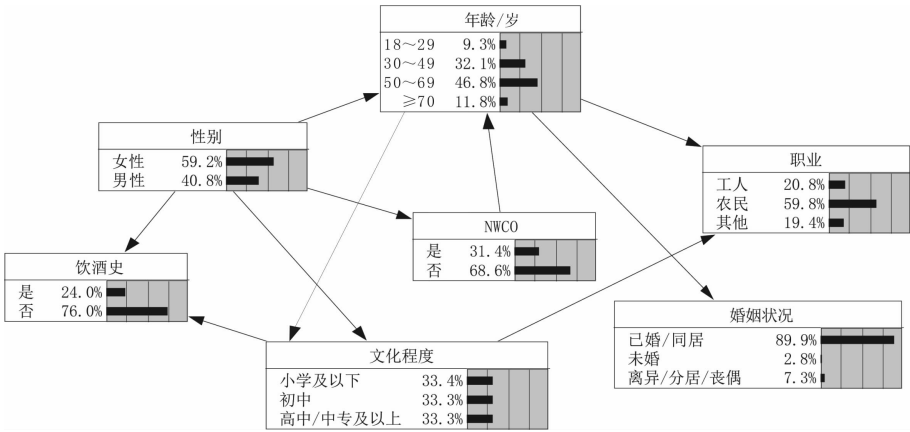 年龄/岁
18～29 9.3%
30～49 32.1%
50～69 46.8%
≥70 11.8%
性别
女性 59.2%
男性 40.8%
职业
工人 20.8%
农民 59.8%
其他 19.4%
NWCO
是 31.4%
否 68.6%
饮酒史
是 24.0%
否 76.0%
婚姻状况
已婚/同居 89.9%
未婚 2.8%
离异/分居/丧偶 7.3%
文化程度
小学及以下 33.4%
初中 33.3%
高中/中专及以上 33.3%